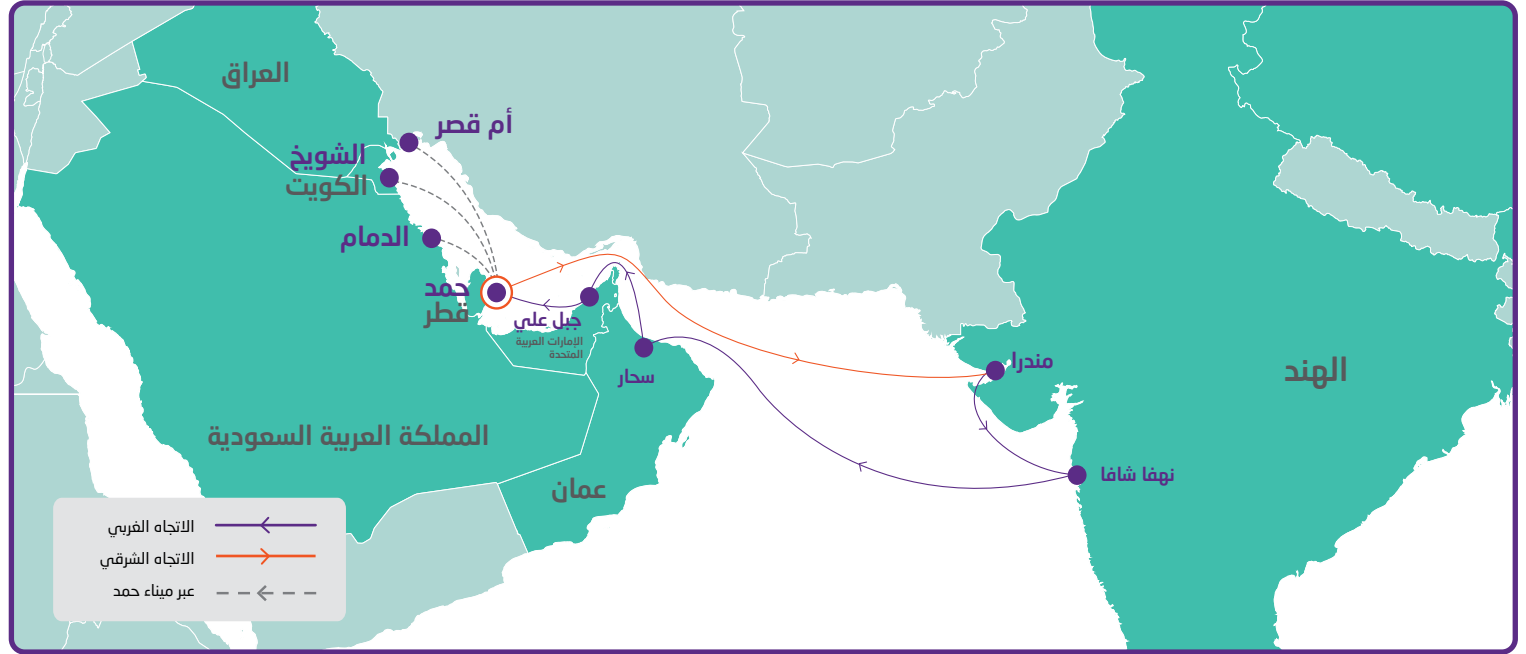 العراق
أم قصر
الشويخ
الكويت
الدمام
حمد
قطر
جبل علي
الإمارات العربية
المتحدة
سحار
مندرا
الهند
المملكة العربية السعودية
نهفا شافا
عمان
الاتجاه الغربي
الاتجاه الشرقي
عبر ميناء حمد